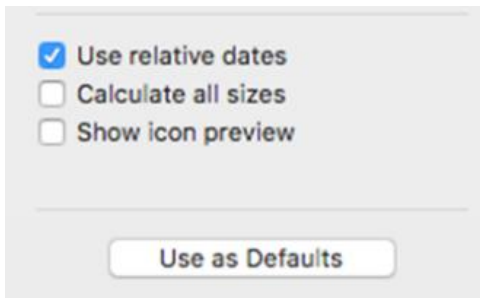 Use relative dates
Calculate all sizes
Show icon preview
Use as Defaults